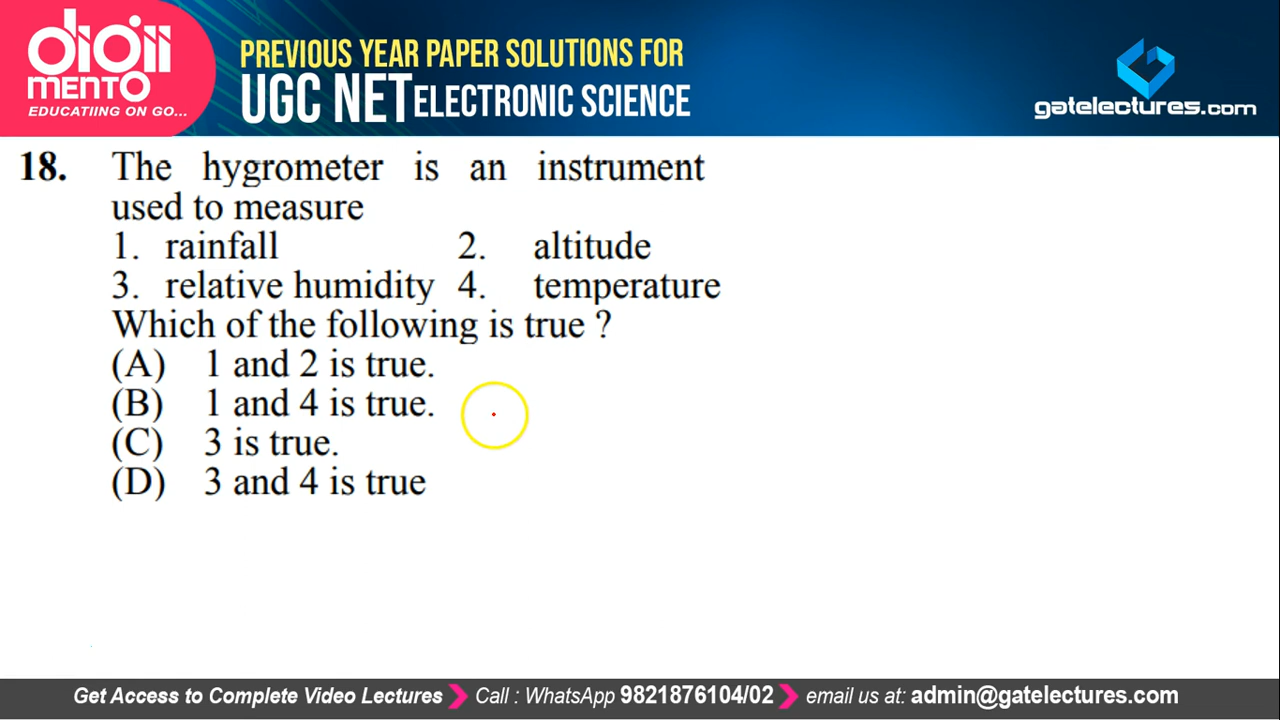 digii
MENTO
EDUCATIING ON GO...
PREVIOUS YEAR PAPER SOLUTIONS FOR
UGC NET ELECTRONIC SCIENCE
gatelectures.com
18. The hygrometer is an instrument
used to measure
1. rainfall 2. altitude
3. relative humidity 4. temperature
Which of the following is true ?
(A) 1 and 2 is true.
(B) 1 and 4 is true.
(C) 3 is true.
(D) 3 and 4 is true
Get Access to Complete Video Lectures Call : WhatsApp 9821876104/02 email us at: admin@gatelectures.com